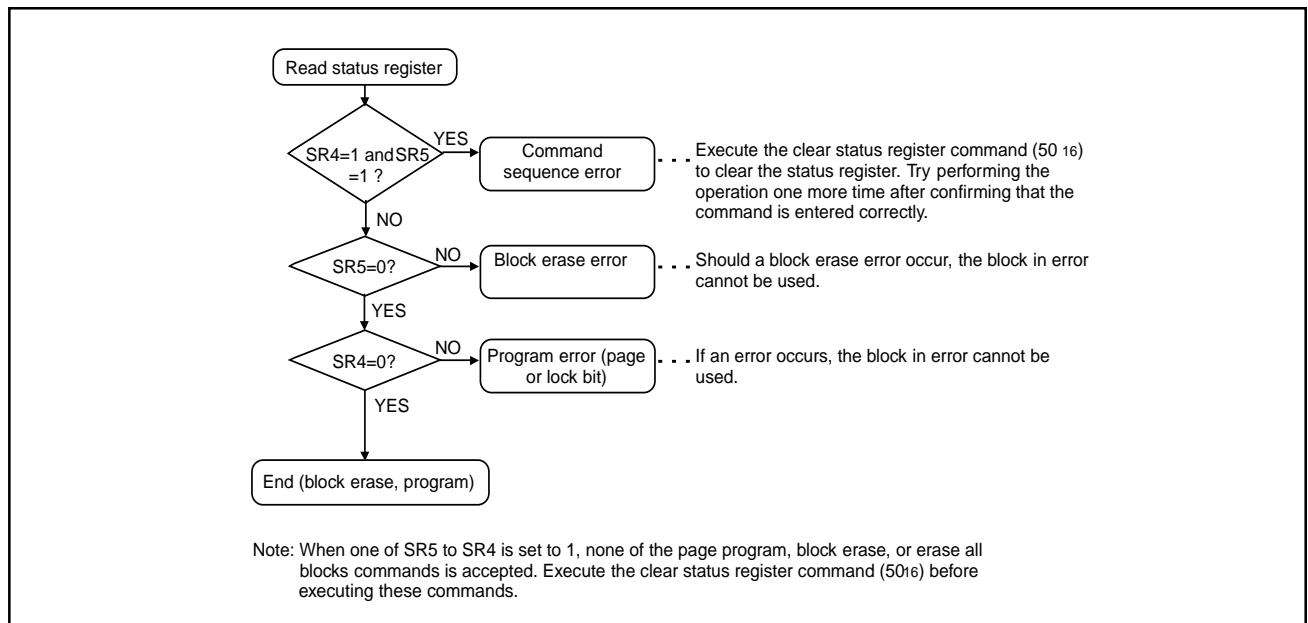 Read status register
SR4=1 and SR5
=1 ?
YES
Command
sequence error
Execute the clear status register command (50 16)
to clear the status register. Try performing the
operation one more time after confirming that the
command is entered correctly.
NO
SR5=0?
NO
Block erase error
Should a block erase error occur, the block in error
cannot be used.
YES
SR4=0?
NO
Program error (page
or lock bit)
If an error occurs, the block in error cannot be
used.
YES
End (block erase, program)
Note: When one of SR5 to SR4 is set to 1, none of the page program, block erase, or erase all
blocks commands is accepted. Execute the clear status register command (5016) before
executing these commands.